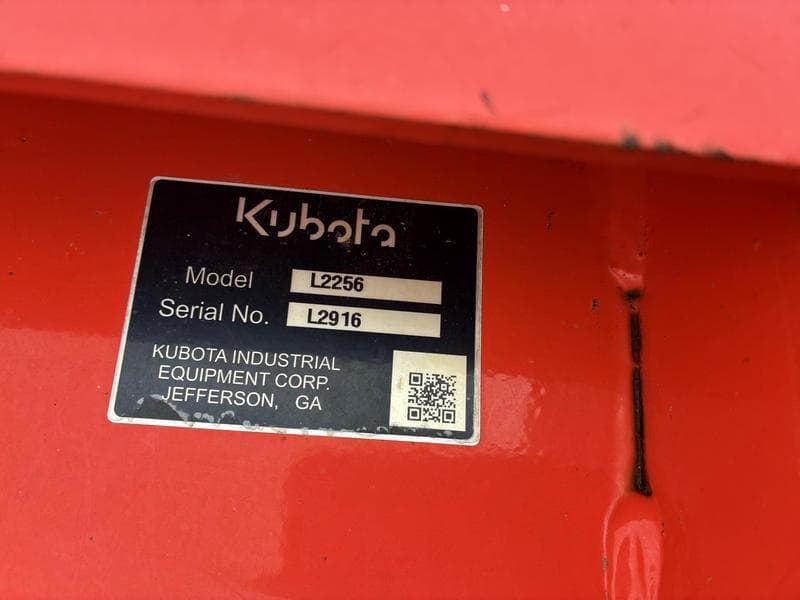 Kubota
Model L2256
Serial No. L2916
KUBOTA INDUSTRIAL
EQUIPMENT CORP.
JEFFERSON, GA